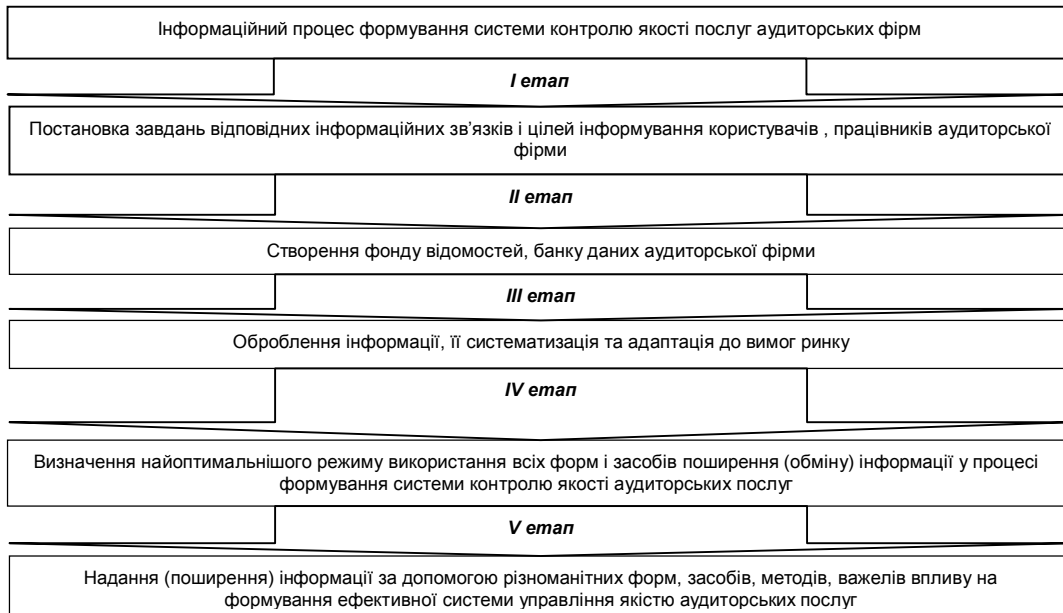 Інформаційний процес формування системи контролю якості послуг аудиторських фірм
І етап
Постановка завдань відповідних інформаційних зв’язків і цілей інформування користувачів , працівників аудиторської
фірми
ІІ етап
Створення фонду відомостей, банку даних аудиторської фірми
ІІІ етап
Оброблення інформації, її систематизація та адаптація до вимог ринку
IV етап
Визначення найоптимальнішого режиму використання всіх форм і засобів поширення (обміну) інформації у процесі
формування системи контролю якості аудиторських послуг
V етап
Надання (поширення) інформації за допомогою різноманітних форм, засобів, методів, важелів впливу на
формування ефективної системи управління якістю аудиторських послуг